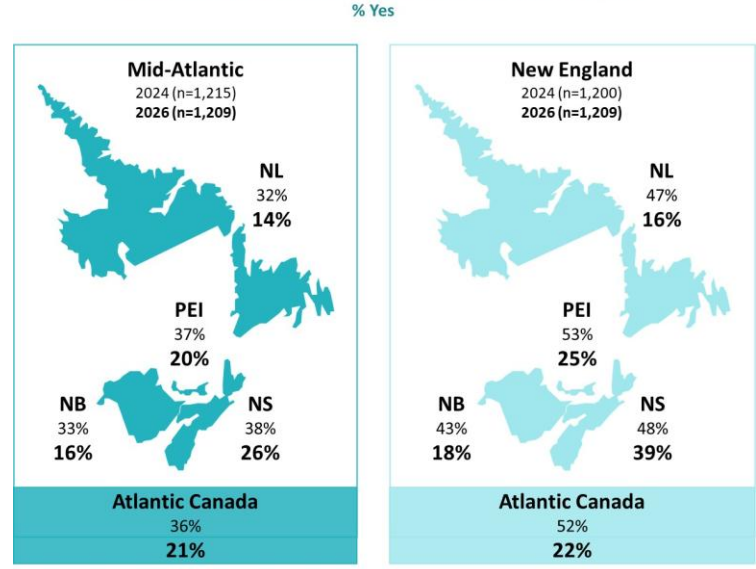 % Yes
Mid-Atlantic
2024 (n=1,215)
2026 (n=1,209)
NL
32%
14%
PEI
37%
20%
NB
33%
16%
NS
38%
26%
Atlantic Canada
36%
21%
New England
2024 (n=1,200)
2026 (n=1,209)
NL
47%
16%
PEI
53%
25%
NB
43%
18%
NS
48%
39%
Atlantic Canada
52%
22%